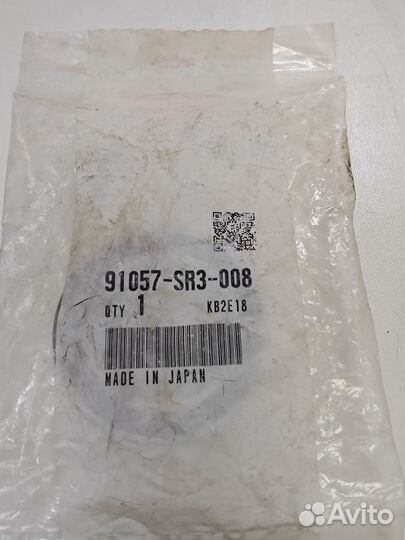 91057-SR3-008
QTY 1 KB2E18
MADE IN JAPAN
Avito